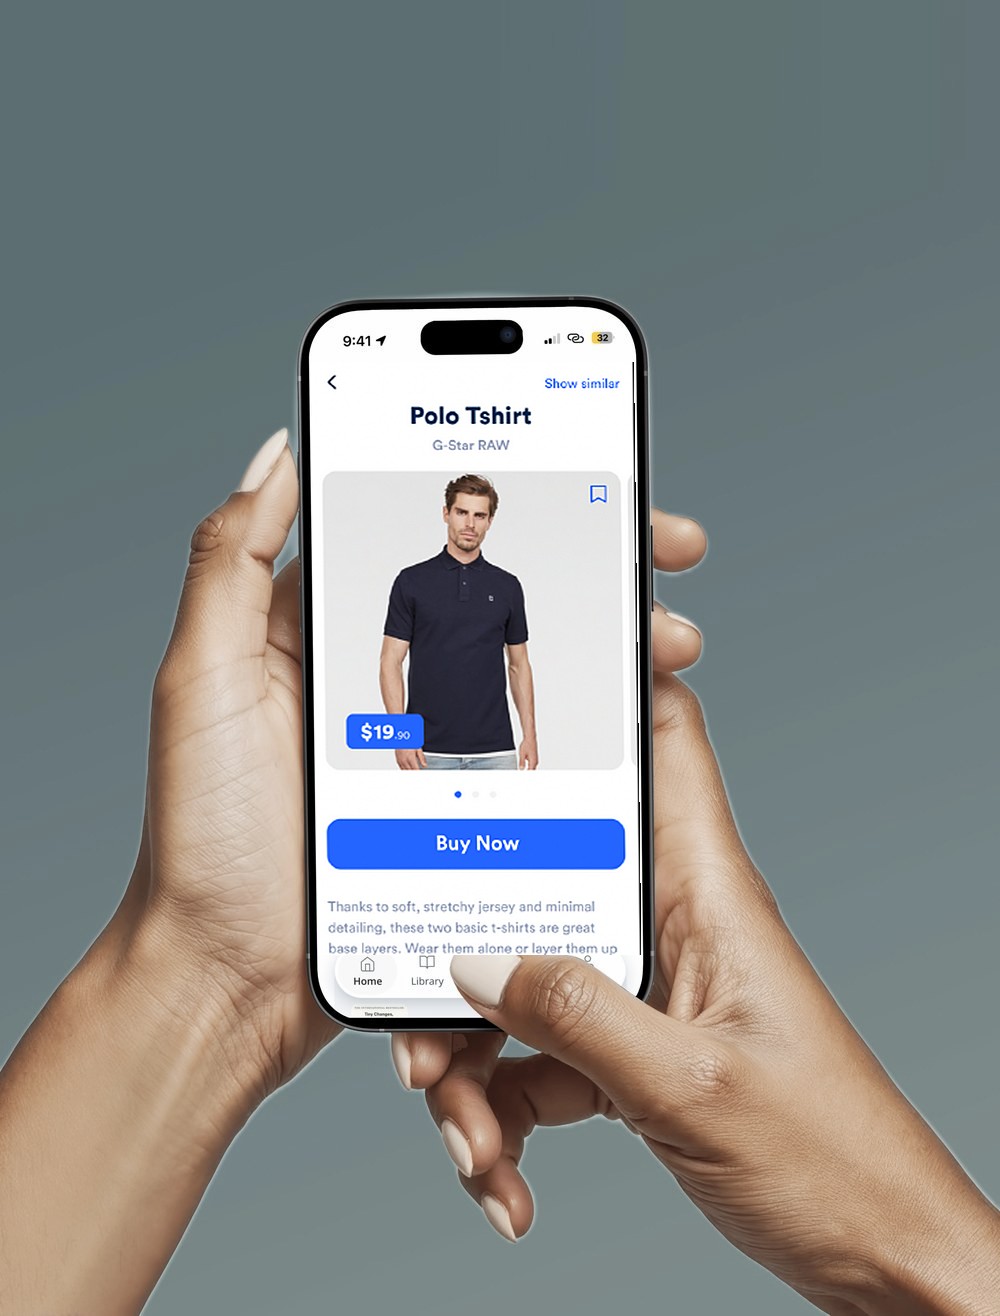 9:41
32
Show similar
Polo Tshirt
G-Star RAW
$19.90
Buy Now
Thanks to soft, stretchy jersey and minimal
detailing, these two basic t-shirts are great
base layers. Wear them alone or layer them up
Home
Library
Tiny Changes,